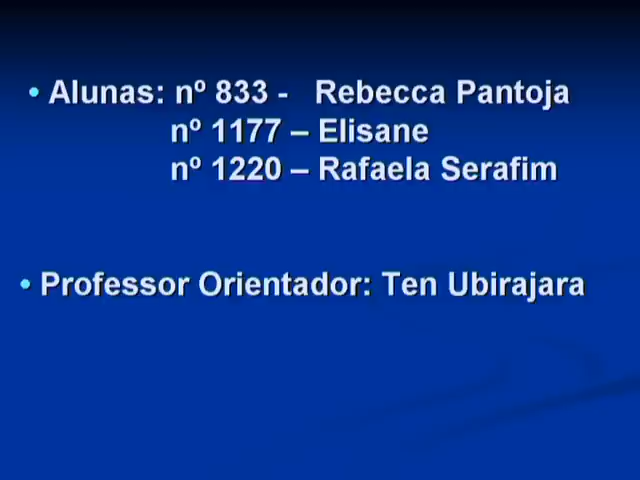 • Alunas: nº 833 - Rebecca Pantoja
nº 1177 – Elisane
nº 1220 – Rafaela Serafim
• Professor Orientador: Ten Ubirajara